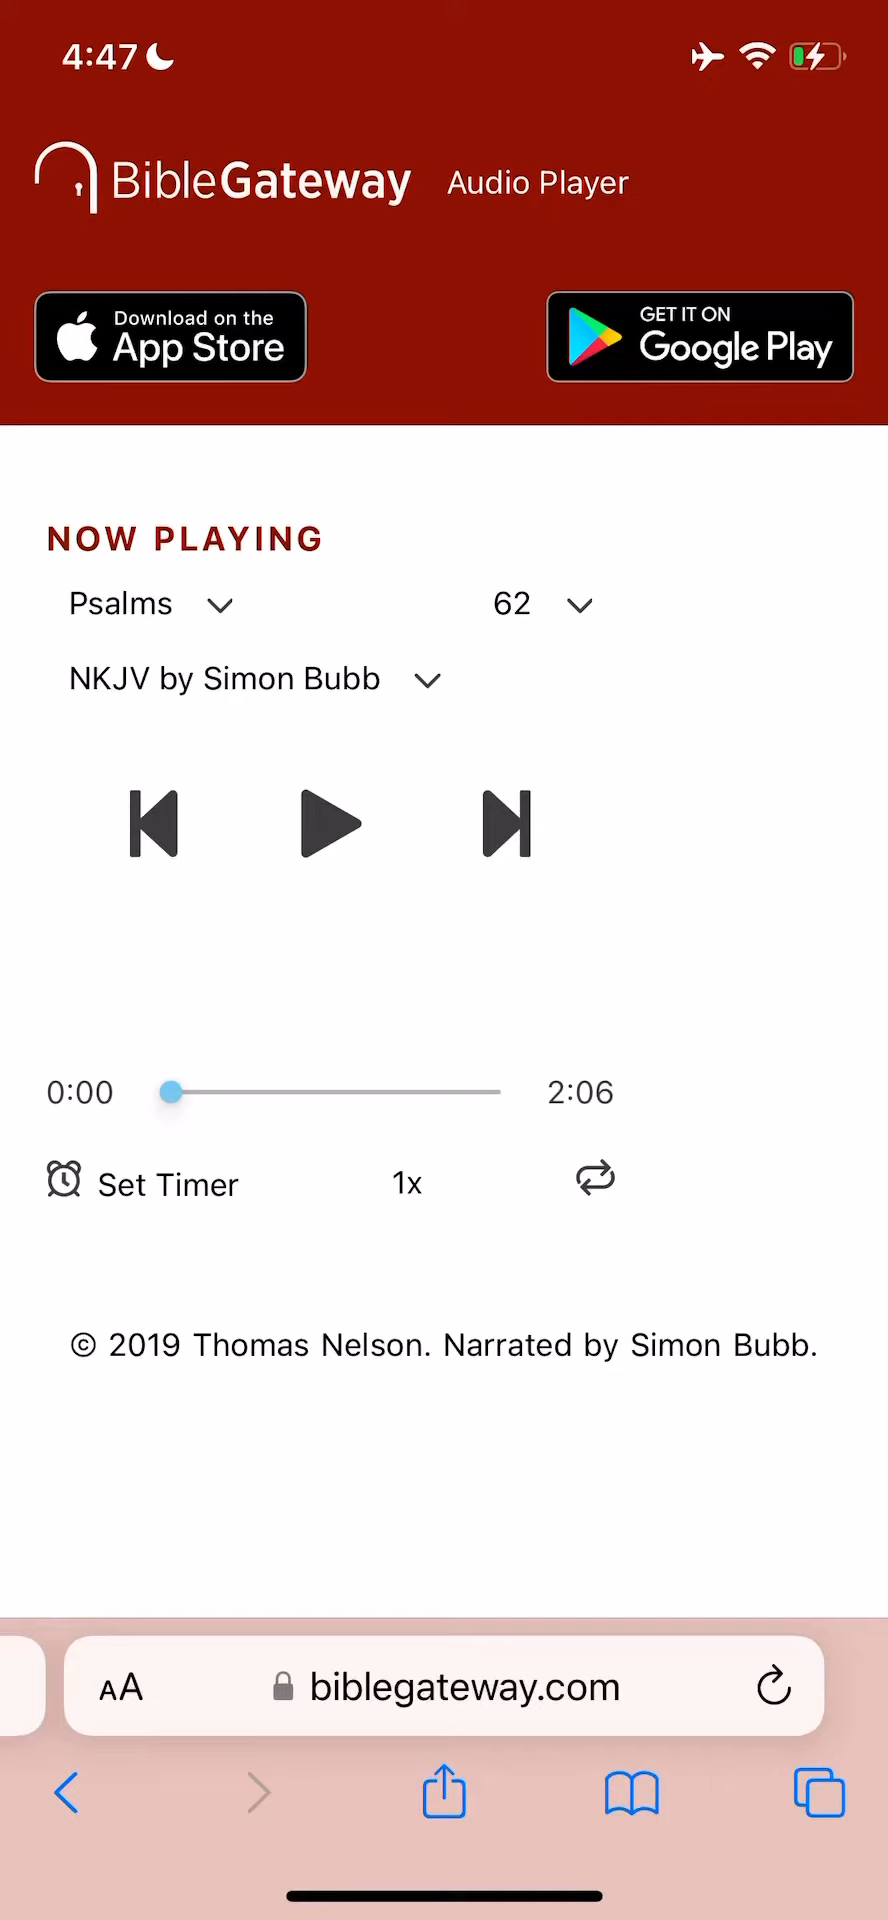 4:47
BibleGateway Audio Player
Download on the
App Store
GET IT ON
Google Play
NOW PLAYING
Psalms 62
NKJV by Simon Bubb
0:00 2:06
Set Timer 1x
© 2019 Thomas Nelson. Narrated by Simon Bubb.
AA biblegateway.com